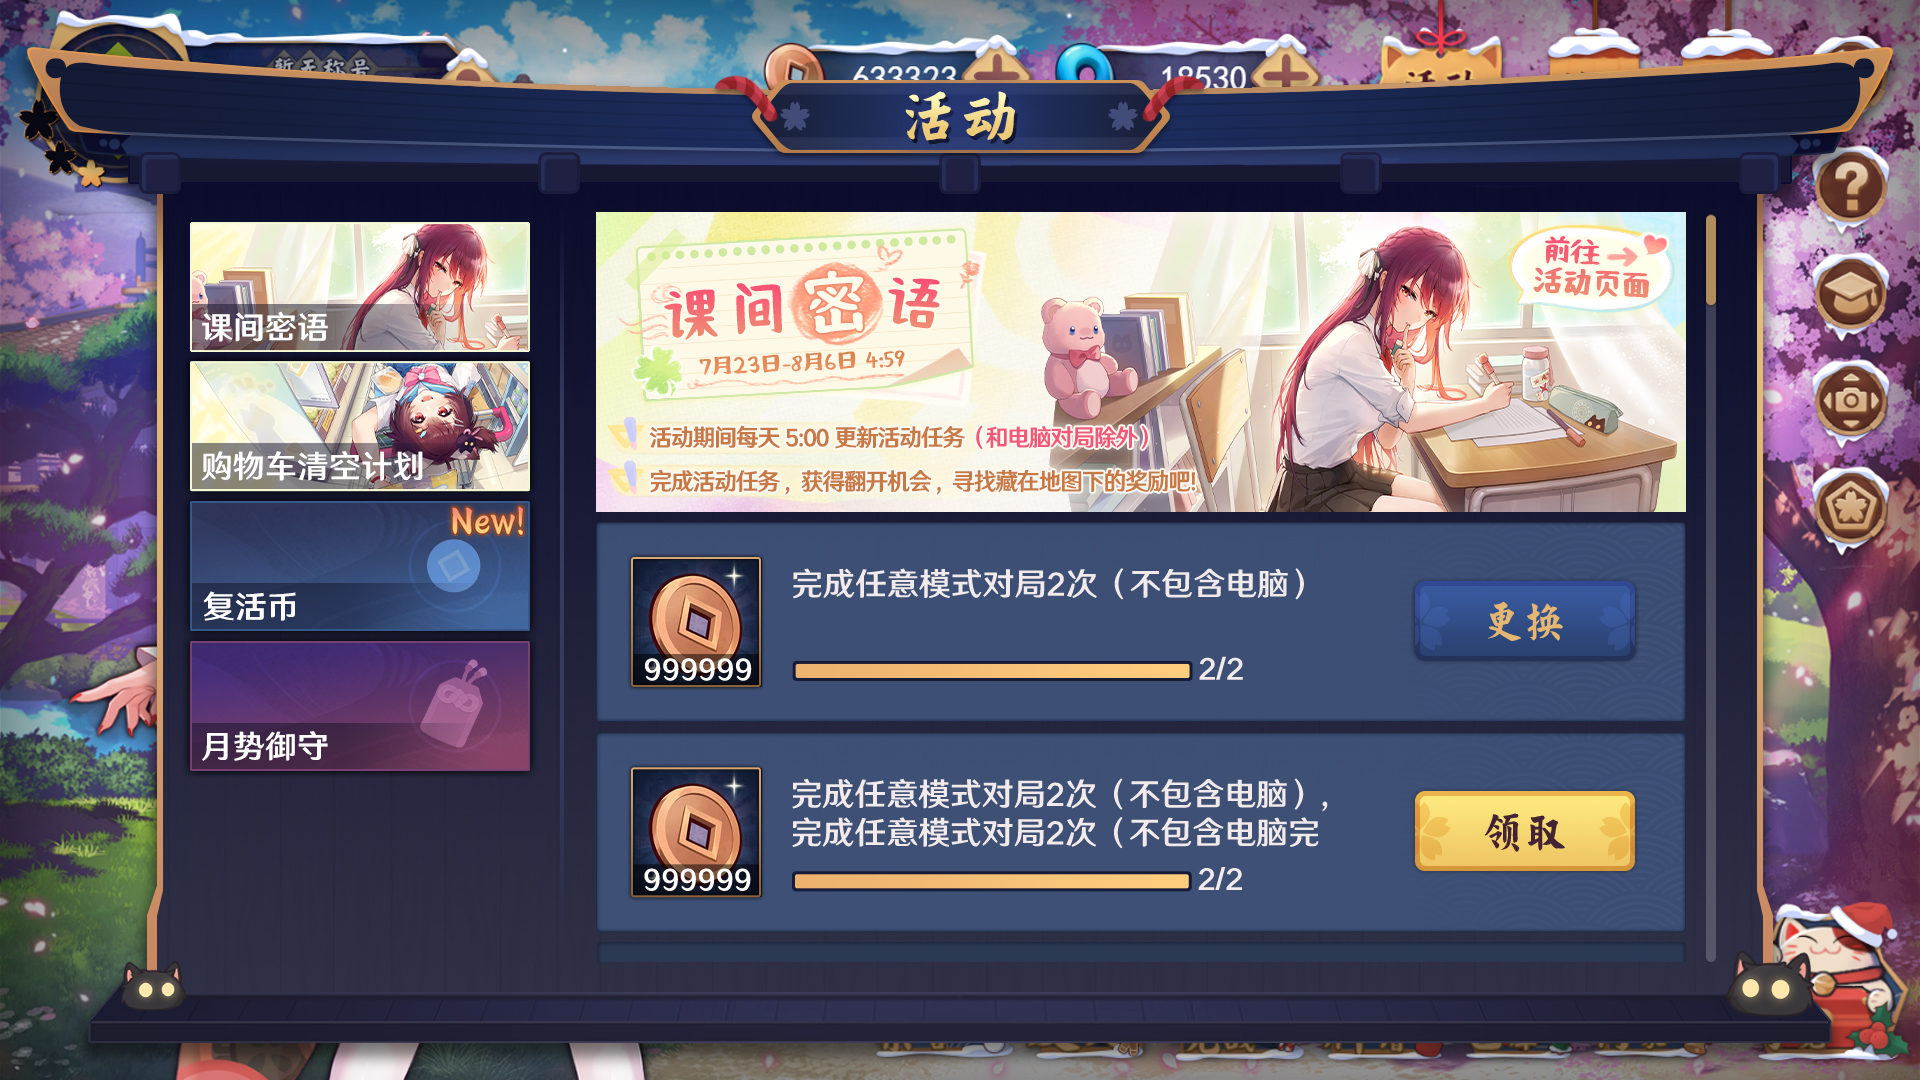 暂无称号
633323
18530
活动
课间密语
购物车清空计划
New!
复活币
月势御守
课间密语
7月23日-8月6日 4:59
前往→
活动页面
活动期间每天 5:00 更新活动任务（和电脑对局除外）
完成活动任务，获得翻开机会，寻找藏在地图下的奖励吧!
完成任意模式对局2次（不包含电脑）
999999
2/2
更换
完成任意模式对局2次（不包含电脑），
完成任意模式对局2次（不包含电脑完
999999
2/2
领取